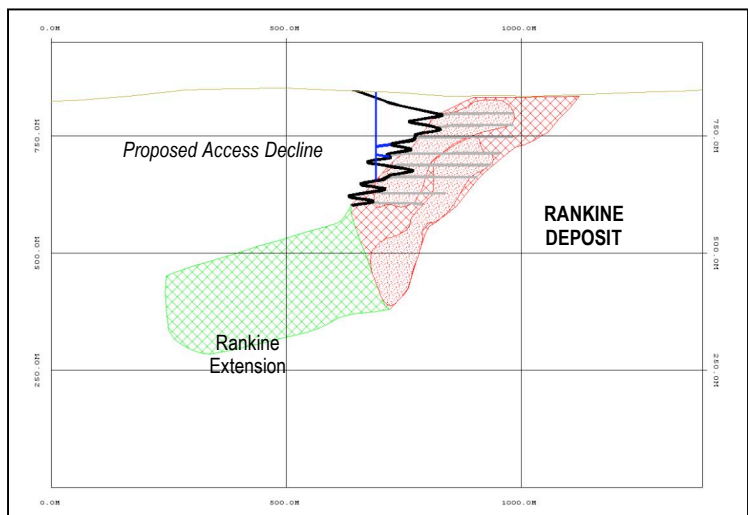 0.0M 500.0M 1000.0M
750.0M
750.0M
Proposed Access Decline
RANKINE
DEPOSIT
500.0M
500.0M
Rankine
Extension
250.0M
250.0M
0.0M 500.0M 1000.0M